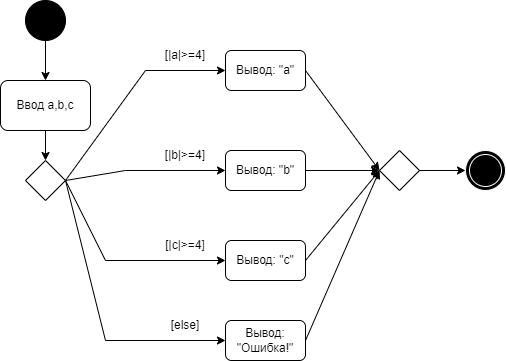 [|a|>=4]
Вывод: "a"
Ввод a,b,c
[|b|>=4]
Вывод: "b"
[|c|>=4]
Вывод: "c"
[else]
Вывод:
"Ошибка!"